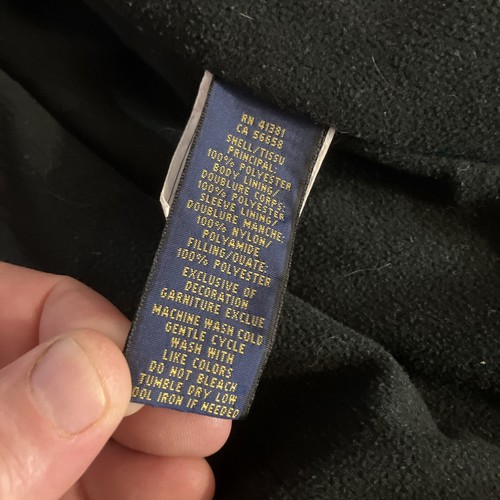 RN 41381
CA 56658
SHELL/TISSU
PRINCIPAL:
100% POLYESTER
BODY LINING/
DOUBLURE CORPS:
100% POLYESTER
SLEEVE LINING/
DOUBLURE MANCHE:
100% NYLON/
POLYAMIDE
FILLING/OUATE:
100% POLYESTER
EXCLUSIVE OF
DECORATION
GARNITURE EXCLUE
MACHINE WASH COLD
GENTLE CYCLE
WASH WITH
LIKE COLORS
DO NOT BLEACH
TUMBLE DRY LOW
OOL IRON IF NEEDED